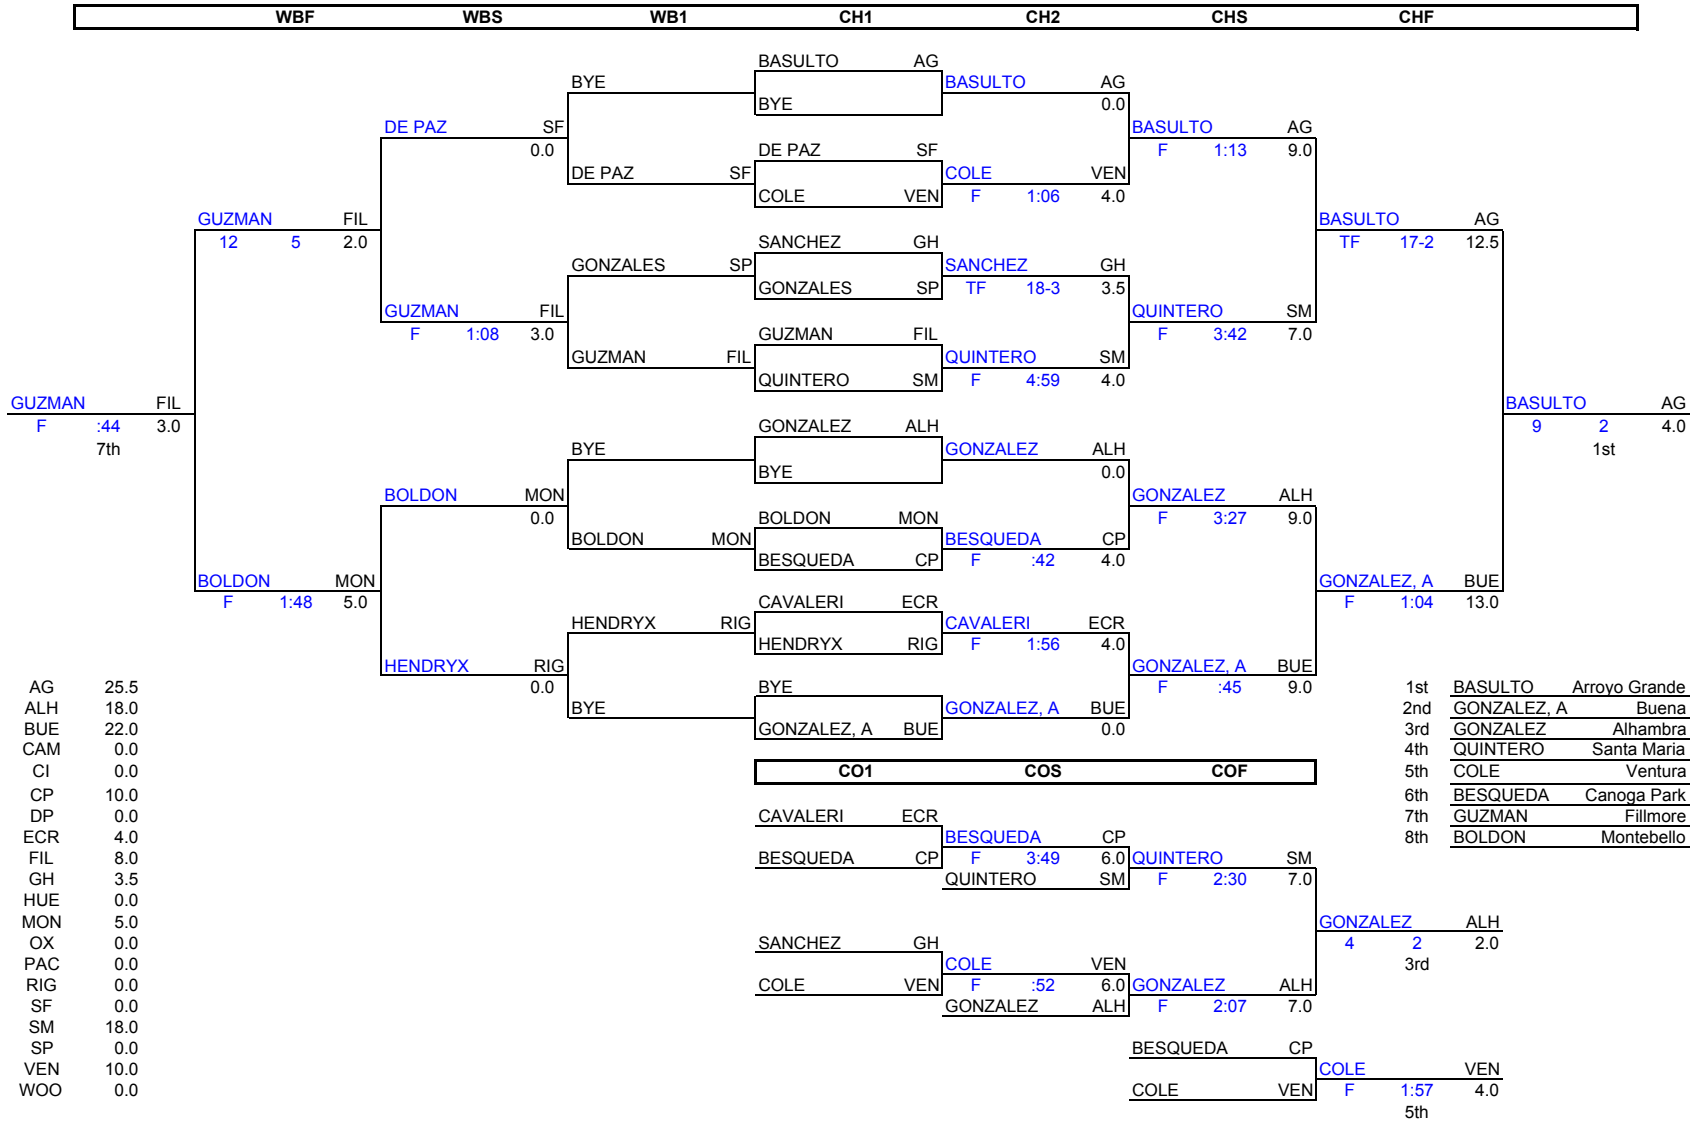 WBF WBS WB1 CH1 CH2 CHS CHF
BASULTO AG
BYE BASULTO AG
BYE 0.0
DE PAZ SF BASULTO AG
0.0 DE PAZ SF F 1:13 9.0
DE PAZ SF COLE VEN
COLE VEN F 1:06 4.0
GUZMAN FIL BASULTO AG
12 5 2.0 SANCHEZ GH TF 17-2 12.5
GONZALES SP SANCHEZ GH
GONZALES SP TF 18-3 3.5
GUZMAN FIL QUINTERO SM
F 1:08 3.0 GUZMAN FIL F 3:42 7.0
GUZMAN FIL QUINTERO SM
QUINTERO SM F 4:59 4.0
GUZMAN FIL BASULTO AG
F :44 3.0 GONZALEZ ALH 9 2 4.0
7th BYE GONZALEZ ALH 1st
BYE 0.0
BOLDON MON GONZALEZ ALH
0.0 BOLDON MON F 3:27 9.0
BOLDON MON BESQUEDA CP
BESQUEDA CP F :42 4.0
BOLDON MON GONZALEZ, A BUE
F 1:48 5.0 CAVALERI ECR F 1:04 13.0
HENDRYX RIG CAVALERI ECR
HENDRYX RIG F 1:56 4.0
HENDRYX RIG GONZALEZ, A BUE
AG 25.5 0.0 BYE F :45 9.0 1st BASULTO Arroyo Grande
ALH 18.0 BYE GONZALEZ, A BUE 2nd GONZALEZ, A Buena
BUE 22.0 GONZALEZ, A BUE 0.0 3rd GONZALEZ Alhambra
CAM 0.0 4th QUINTERO Santa Maria
CI 0.0 CO1 COS COF 5th COLE Ventura
CP 10.0 6th BESQUEDA Canoga Park
DP 0.0 CAVALERI ECR 7th GUZMAN Fillmore
ECR 4.0 BESQUEDA CP 8th BOLDON Montebello
FIL 8.0 BESQUEDA CP F 3:49 6.0 QUINTERO SM
GH 3.5 QUINTERO SM F 2:30 7.0
HUE 0.0
MON 5.0 GONZALEZ ALH
OX 0.0 SANCHEZ GH 4 2 2.0
PAC 0.0 COLE VEN 3rd
RIG 0.0 COLE VEN F :52 6.0 GONZALEZ ALH
SF 0.0 GONZALEZ ALH F 2:07 7.0
SM 18.0
SP 0.0 BESQUEDA CP
VEN 10.0 COLE VEN
WOO 0.0 COLE VEN F 1:57 4.0
5th